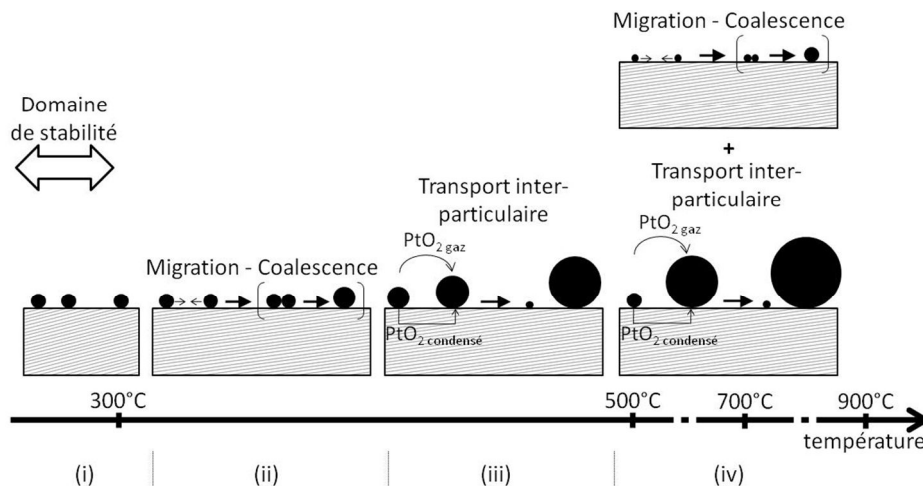 Migration - Coalescence
+
Domaine
de stabilité
Transport inter-
particulaire
PtO2 gaz
Transport inter-
particulaire
PtO2 gaz
Migration - Coalescence
PtO2 condensé
PtO2 condensé
300°C
500°C
700°C
900°C
température
(i)
(ii)
(iii)
(iv)